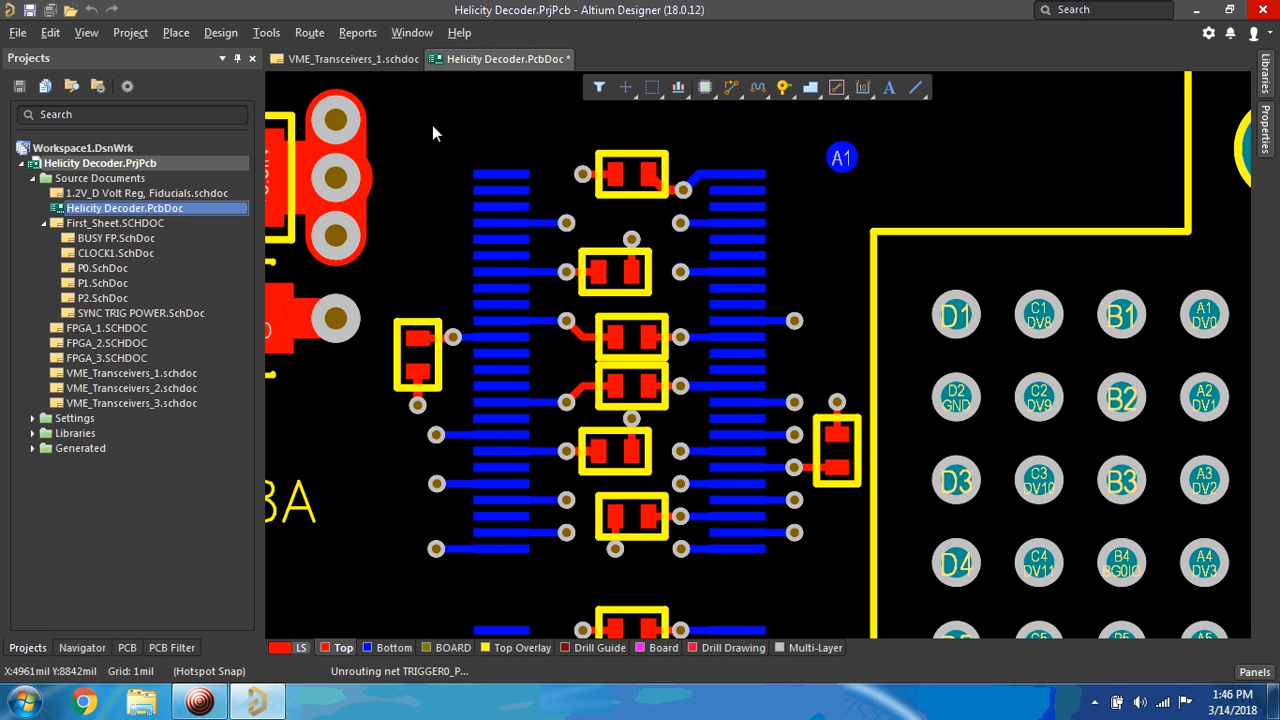 Helicity Decoder.PrjPcb - Altium Designer (18.0.12)
Search
File Edit View Project Place Design Tools Route Reports Window Help
Projects
VME_Transceivers_1.schdoc
Helicity Decoder.PcbDoc *
Search
Workspace1.DsnWrk
Helicity Decoder.PrjPcb
Source Documents
1.2V_D Volt Reg, Fiducials.schdoc
Helicity Decoder.PcbDoc
First_Sheet.SCHDOC
BUSY FP.SchDoc
CLOCK1.SchDoc
P0.SchDoc
P1.SchDoc
P2.SchDoc
SYNC TRIG POWER.SchDoc
FPGA_1.SCHDOC
FPGA_2.SCHDOC
FPGA_3.SCHDOC
VME_Transceivers_1.schdoc
VME_Transceivers_2.schdoc
VME_Transceivers_3.schdoc
Settings
Libraries
Generated
Libraries
Properties
A1
BA
D1
C1
DV8
B1
A1
DV0
D2
GND
C2
DV9
B2
A2
DV1
D3
C3
DV10
B3
A3
DV2
D4
C4
DV11
B4
BG0IO
A4
DV3
Projects Navigator PCB PCB Filter
LS Top Bottom BOARD Top Overlay Drill Guide Board Drill Drawing Multi-Layer
X:4961mil Y:8842mil Grid: 1mil (Hotspot Snap) Unrouting net TRIGGER0_P...
Panels
1:46 PM
3/14/2018